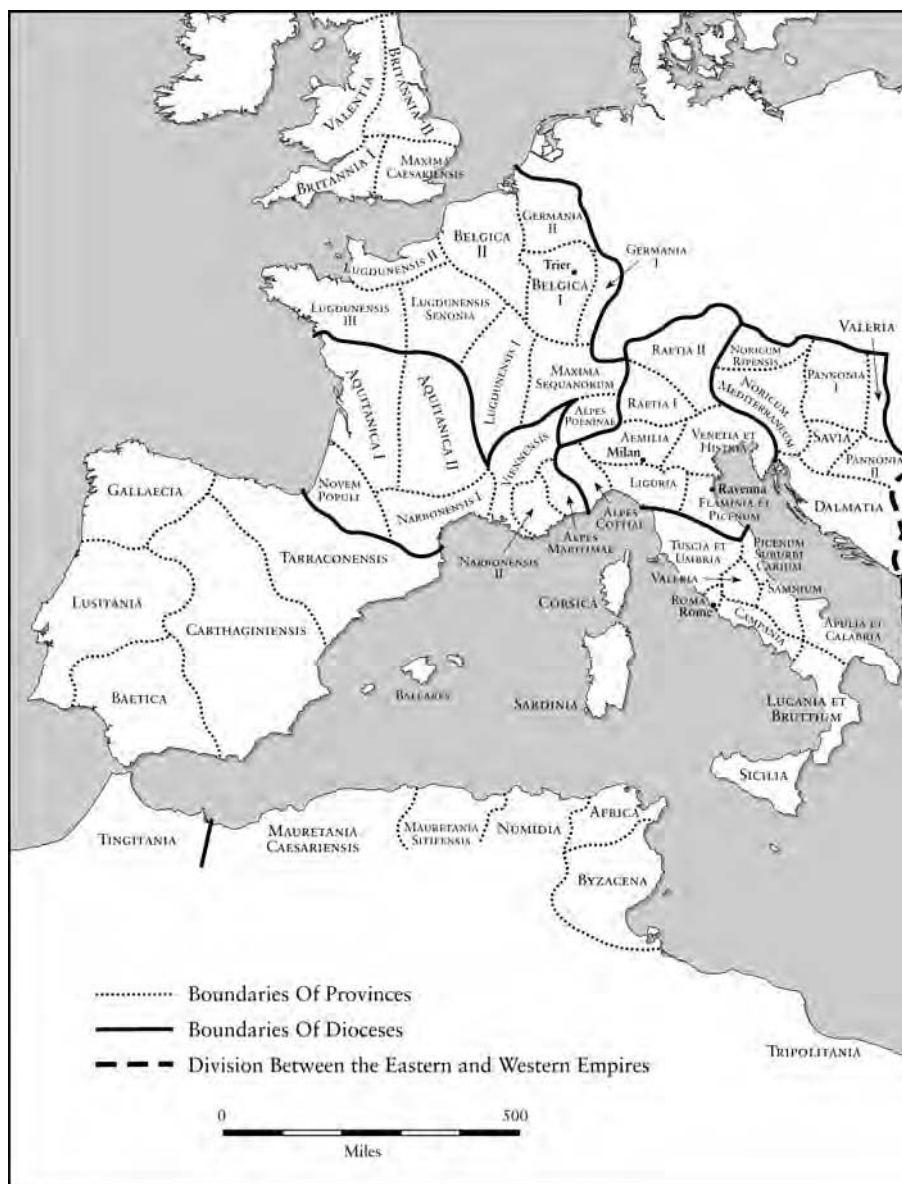 VALENTIA
BRITANNIA II
BRITANNIA I
MAXIMA
CAESARIENSIS
GERMANIA
II
BELGICA
II
GERMANIA
I
Trier
BELGICA
I
LUGDUNENSIS II
LUGDUNENSIS
III
LUGDUNENSIS
SENONIA
LUGDUNENSIS I
MAXIMA
SEQUANORUM
RAETIA II
NORICUM
RIPENSIS
VALERIA
PANNONIA
I
NORICUM
MEDITERRANEUM
AQUITANICA I
AQUITANICA II
ALPES
POENINAE
RAETIA I
VIENNENSIS
AEMILIA
Milan
VENETIA ET
HISTRIA
SAVIA
PANNONIA
II
LIGURIA
Ravenna
FLAMINIA ET
PICENUM
DALMATIA
NOVEM
POPULI
NARBONENSIS I
GALLAECIA
ALPES
COTTIAI
ALPES
MARITIMAE
NARBONENSIS
II
TARRACONENSIS
TUSCIA ET
UMBRIA
PICENUM
SUBURBI
CARIUM
VALERIA
SAMNIUM
LUSITANIA
CORSICA
ROMA
Rome
CAMPANIA
APULIA ET
CALABRIA
CARTHAGINIENSIS
BAETICA
BALEARES
SARDINIA
LUCANIA ET
BRUTTIUM
SICILIA
TINGITANIA
MAURETANIA
CAESARIENSIS
MAURETANIA
SITIFENSIS
NUMIDIA
AFRICA
BYZACENA
Boundaries Of Provinces
Boundaries Of Dioceses
Division Between the Eastern and Western Empires
TRIPOLITANIA
0 500
Miles